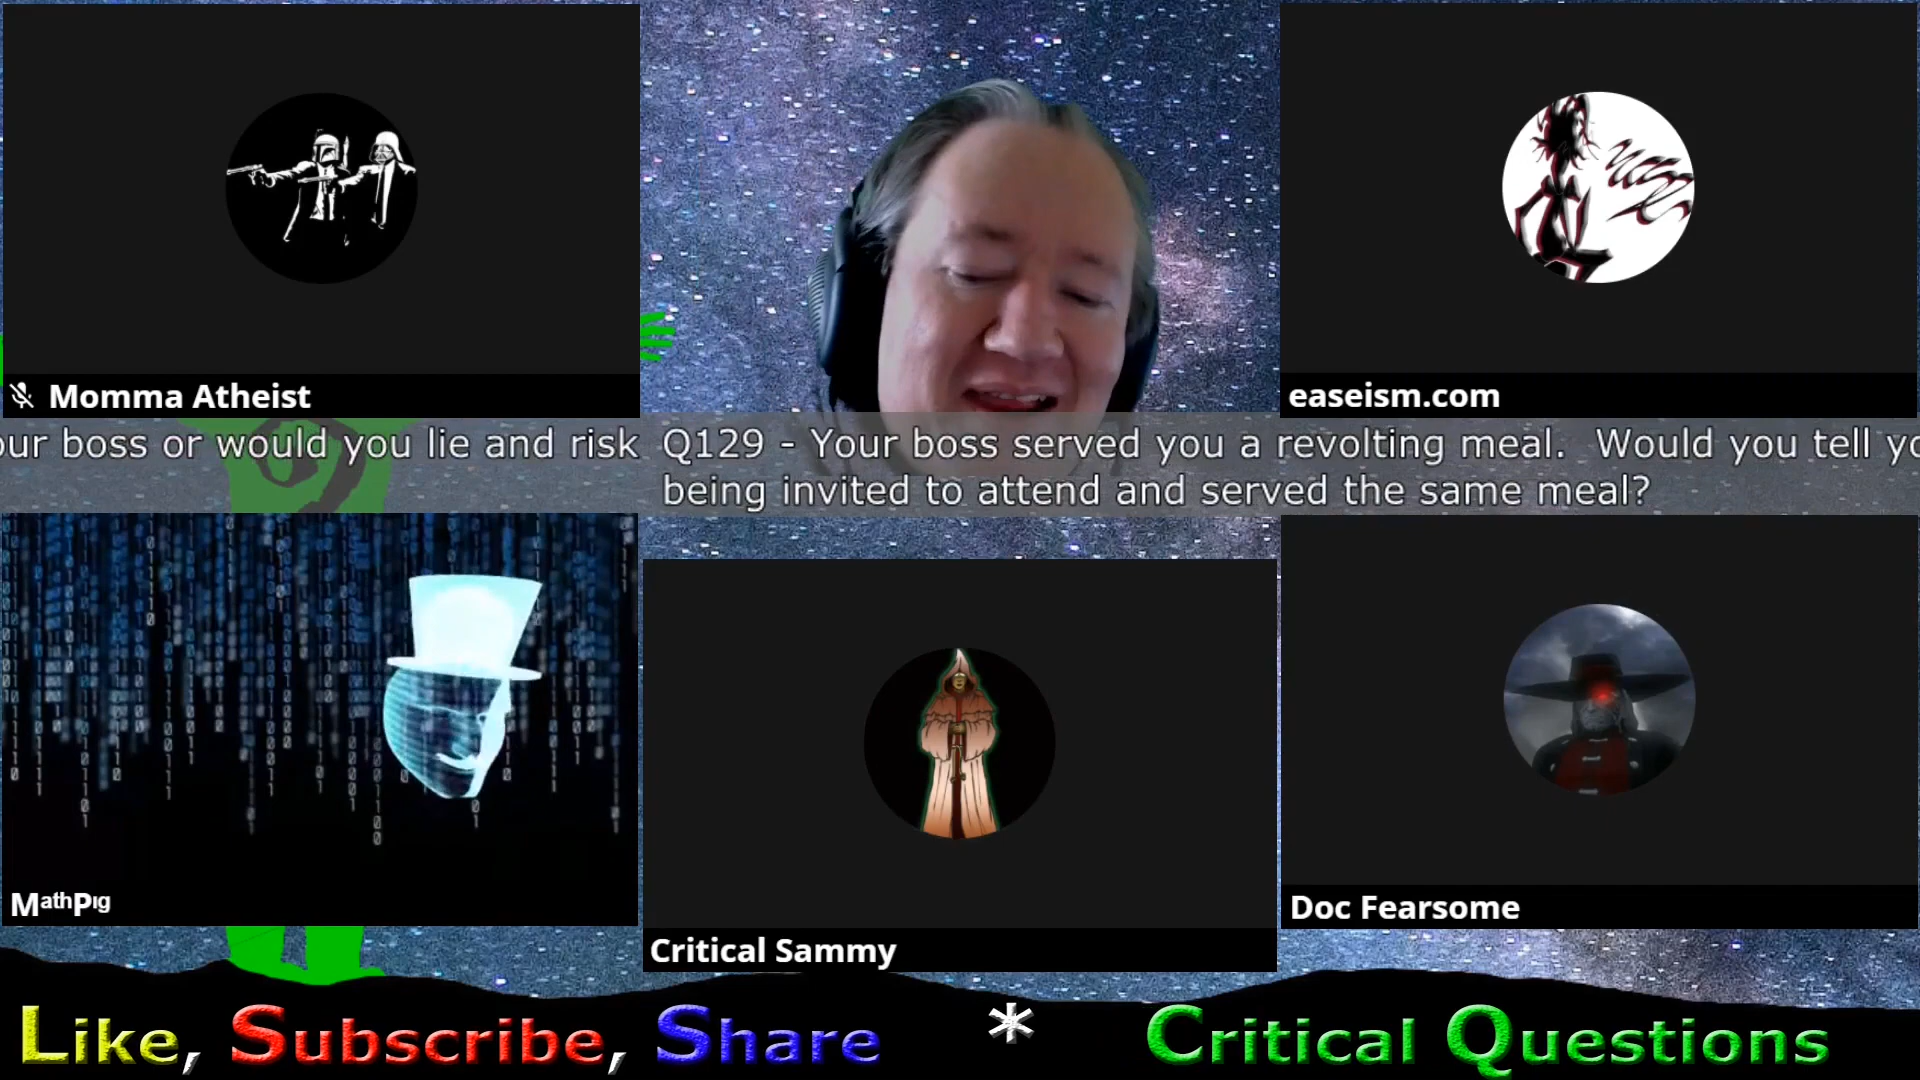 Momma Atheist
easeism.com
our boss or would you lie and risk Q129 - Your boss served you a revolting meal. Would you tell yo
being invited to attend and served the same meal?
MathPig
Critical Sammy
Doc Fearsome
Like, Subscribe, Share * Critical Questions